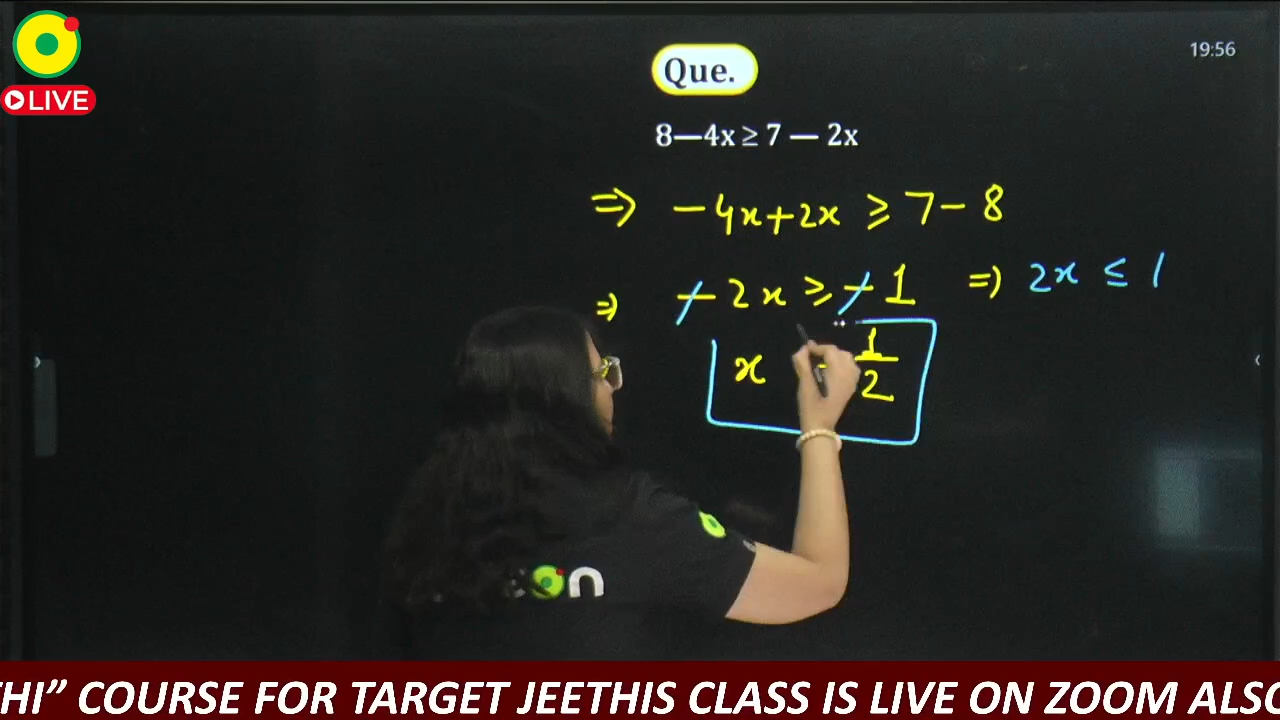 LIVE
19:56
Que.
8—4x ≥ 7 — 2x
⇒ -4x+2x ≥ 7-8
⇒ -2x ≥ -1 ⇒ 2x ≤ 1
x 1/2
n
THI” COURSE FOR TARGET JEETHIS CLASS IS LIVE ON ZOOM ALSO